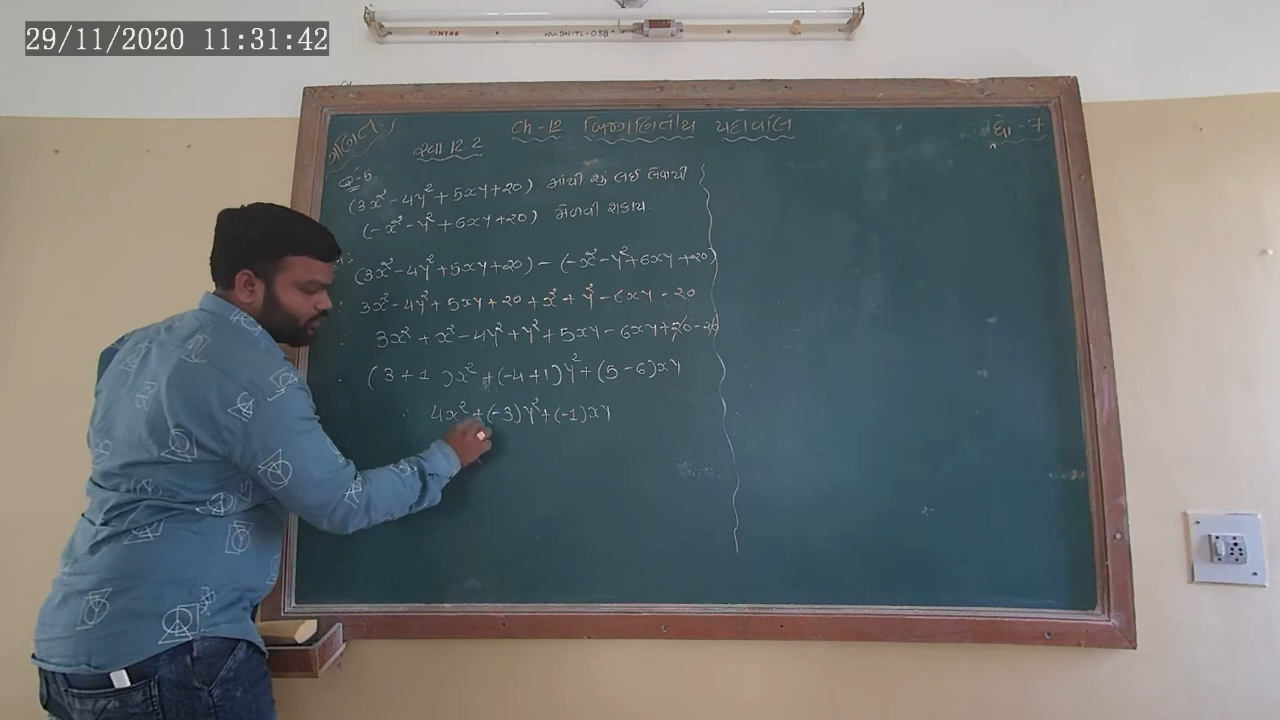 29/11/2020 11:31:42
ગણિત
Ch-12 બિજગણિતીય પદાવલિ
ધો-7
સ્વા 12.2
પ્ર-5.
(3x² - 4y² + 5xy + 20) માંથી શું લઈ લેવાથી
(-x² - y² + 6xy + 20) મેળવી શકાય.
∴ (3x² - 4y² + 5xy + 20) - (-x² - y² + 6xy + 20)
∴ 3x² - 4y² + 5xy + 20 + x² + y² - 6xy - 20
∴ 3x² + x² - 4y² + y² + 5xy - 6xy + 20 - 20
∴ (3 + 1)x² + (-4 + 1)y² + (5 - 6)xy
∴ 4x² + (-3)y² + (-1)xy